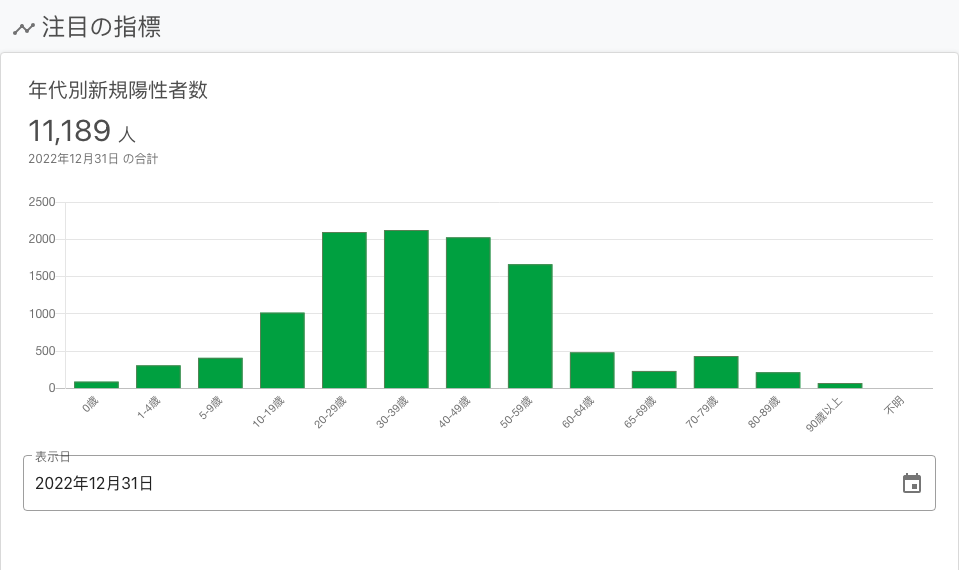 注目の指標
年代別新規陽性者数
11,189 人
2022年12月31日 の合計
2500
2000
1500
1000
500
0
0歳
1-4歳
5-9歳
10-19歳
20-29歳
30-39歳
40-49歳
50-59歳
60-64歳
65-69歳
70-79歳
80-89歳
90歳以上
不明
表示日
2022年12月31日